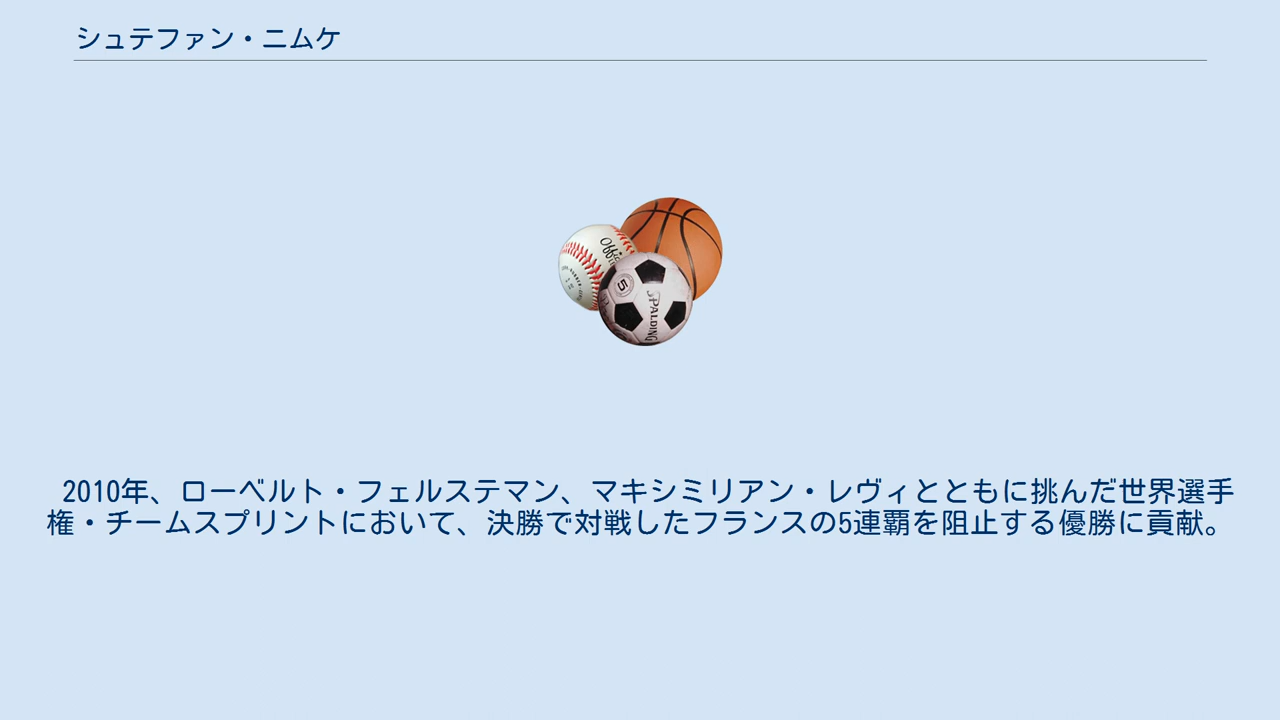 シュテファン・ニムケ
Offic
5
SPALDING
2010年、ローベルト・フェルステマン、マキシミリアン・レヴィとともに挑んだ世界選手
権・チームスプリントにおいて、決勝で対戦したフランスの5連覇を阻止する優勝に貢献。